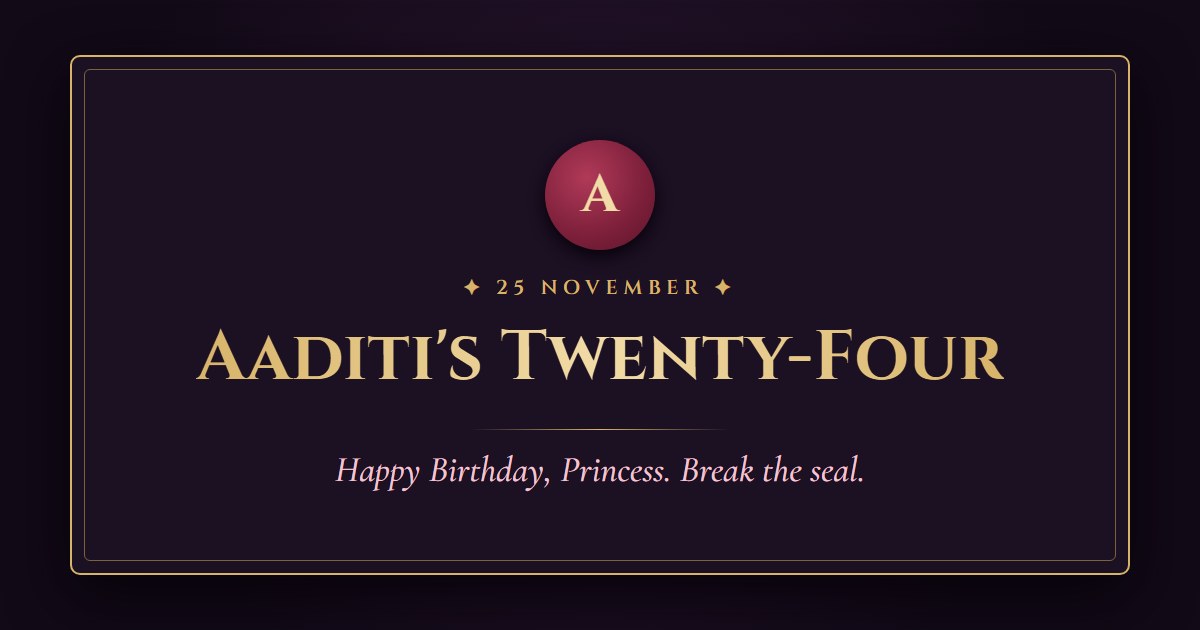 A
✦ 25 NOVEMBER ✦
Aaditi's Twenty-Four
Happy Birthday, Princess. Break the seal.